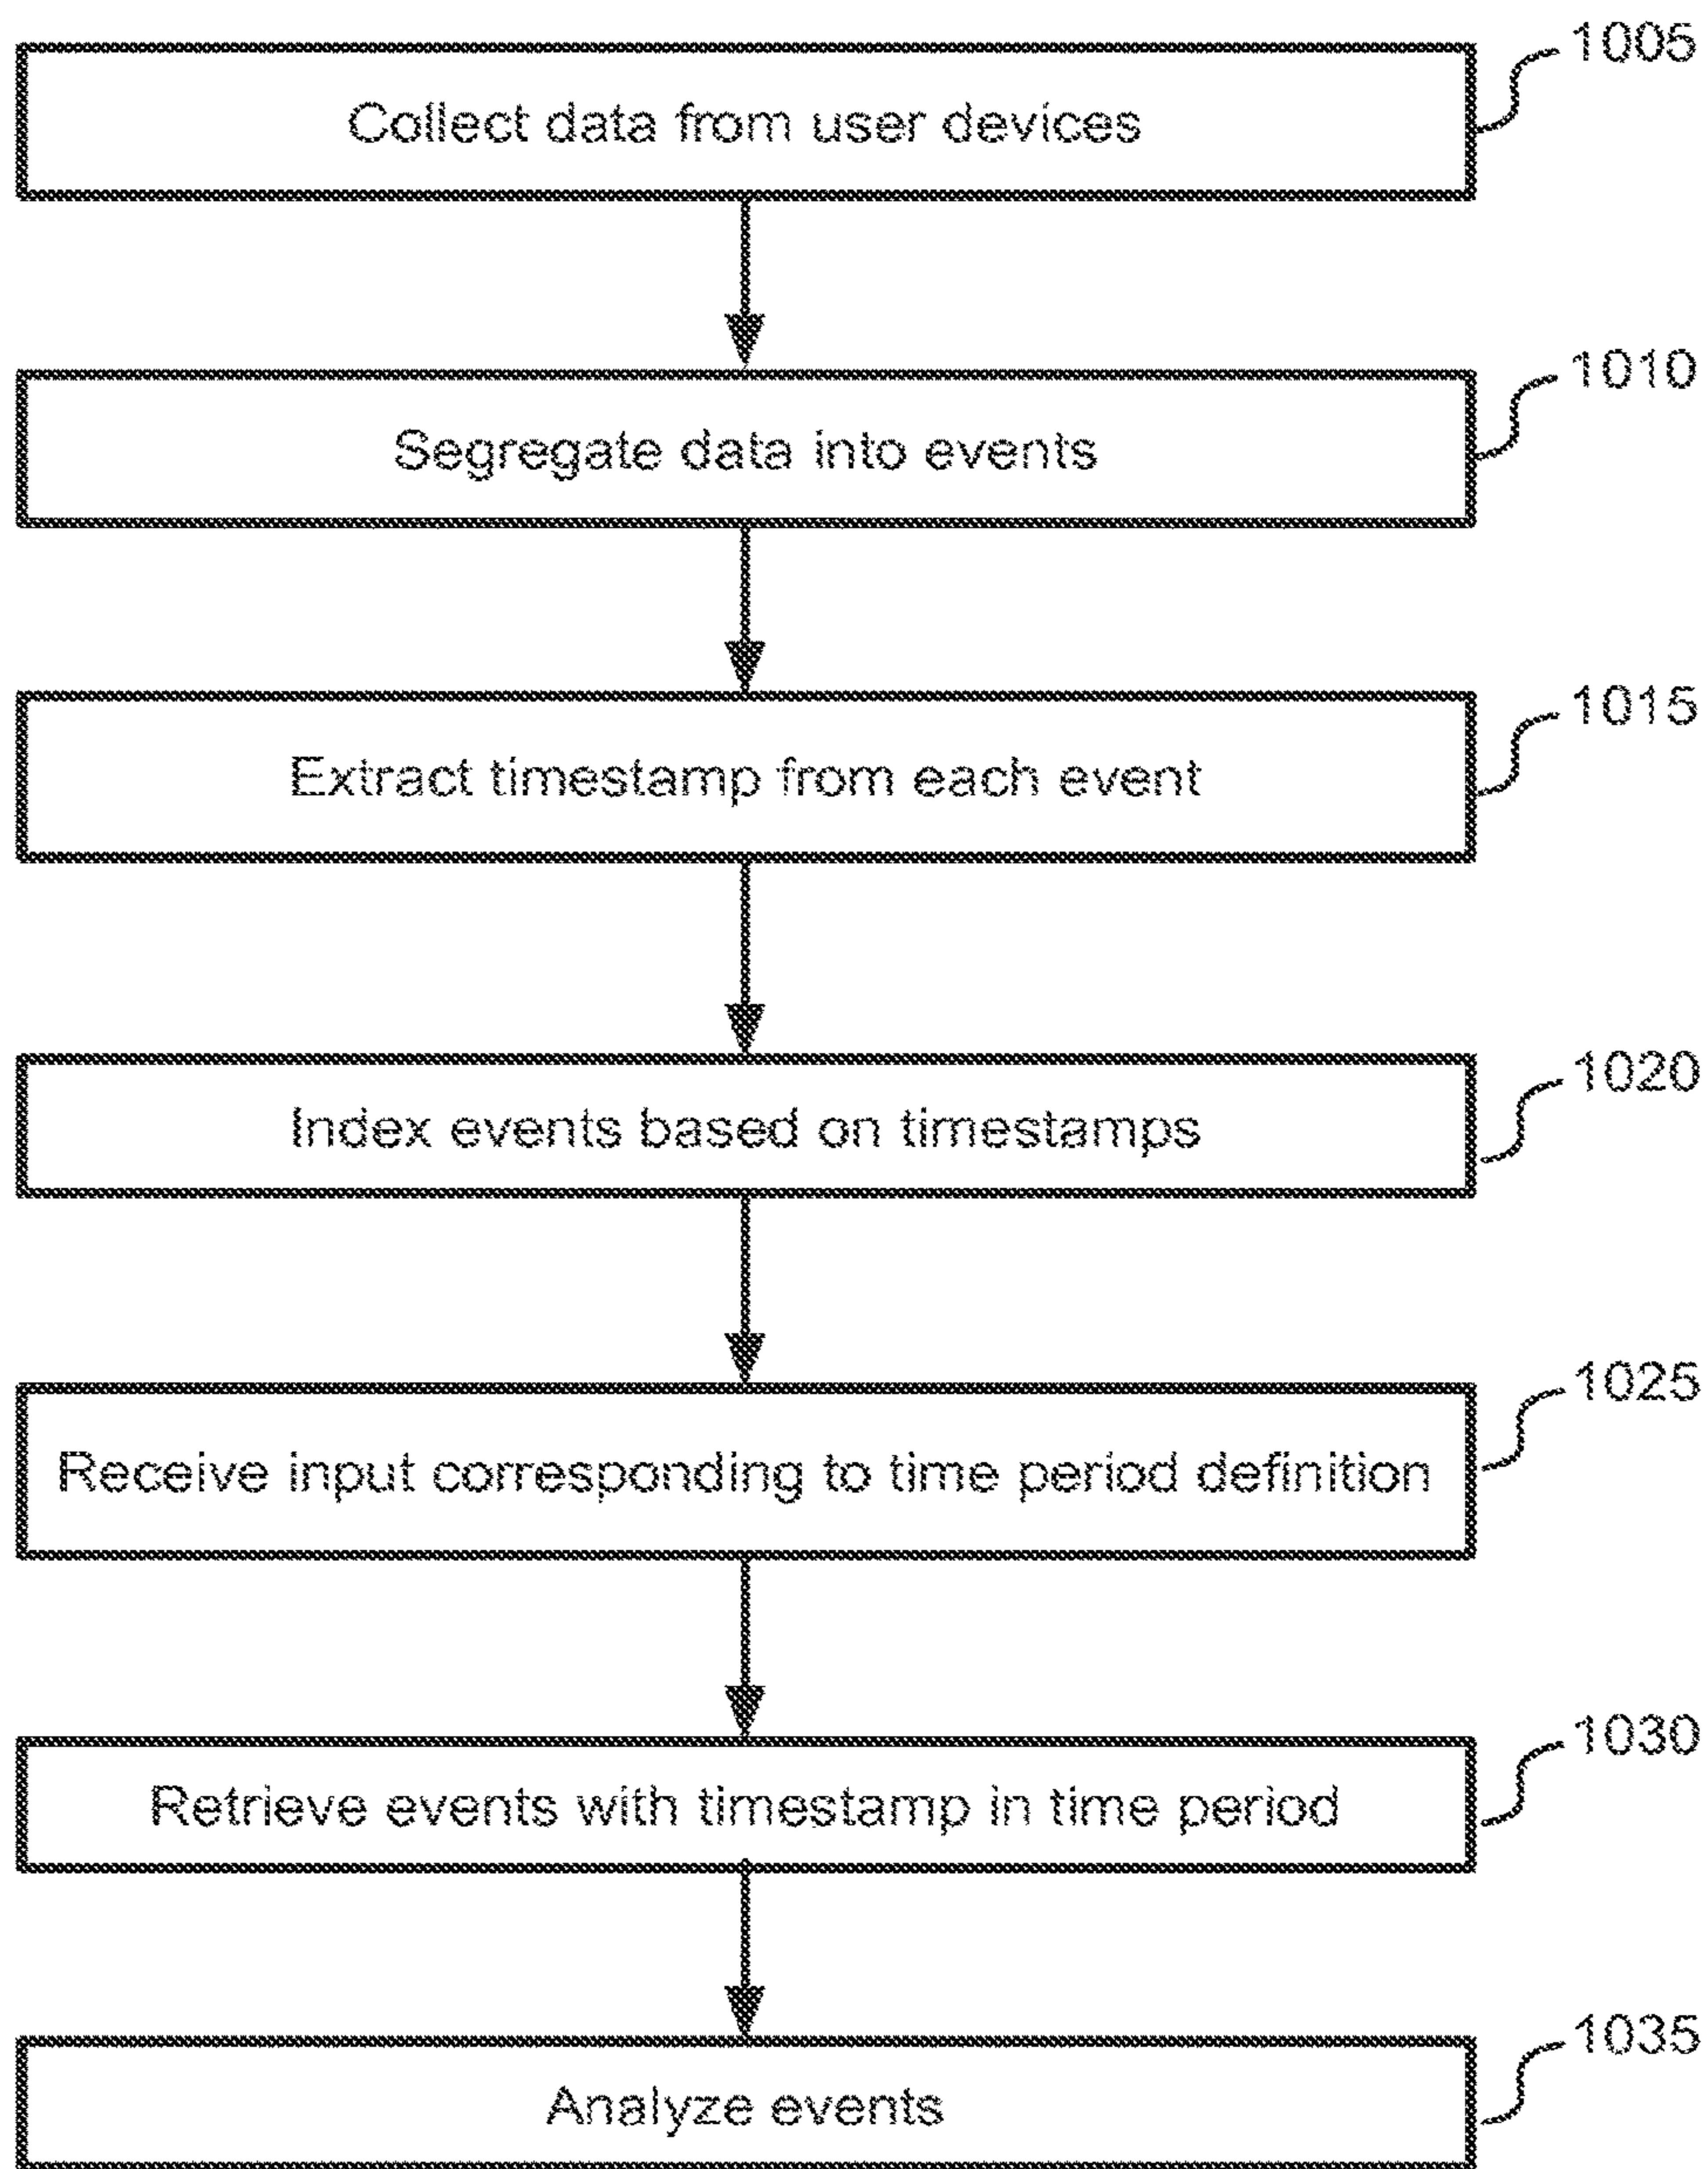 1005
Collect data from user devices
1010
Segregate data into events
1015
Extract timestamp from each event
1020
Index events based on timestamps
1025
Receive input corresponding to time period definition
1030
Retrieve events with timestamp in time period
1035
Analyze events